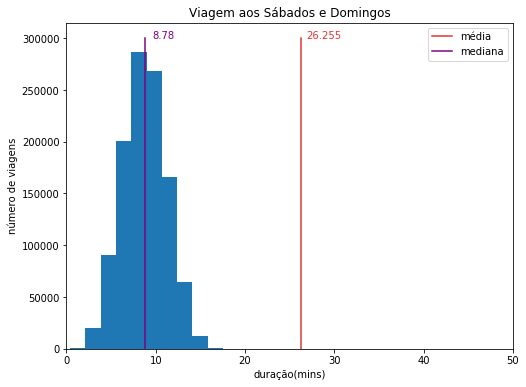 Viagem aos Sábados e Domingos
8.78
26.255
média
mediana
número de viagens
300000
250000
200000
150000
100000
50000
0
0 10 20 30 40 50
duração(mins)